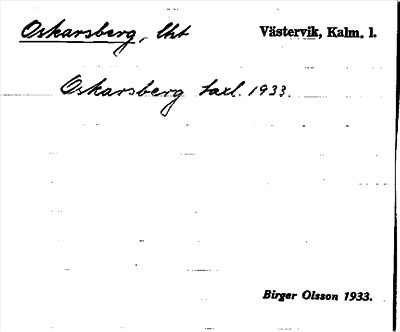 Oskarsberg, lht Västervik, Kalm. l.
Oskarsberg taxl. 1933.
Birger Olsson 1933.